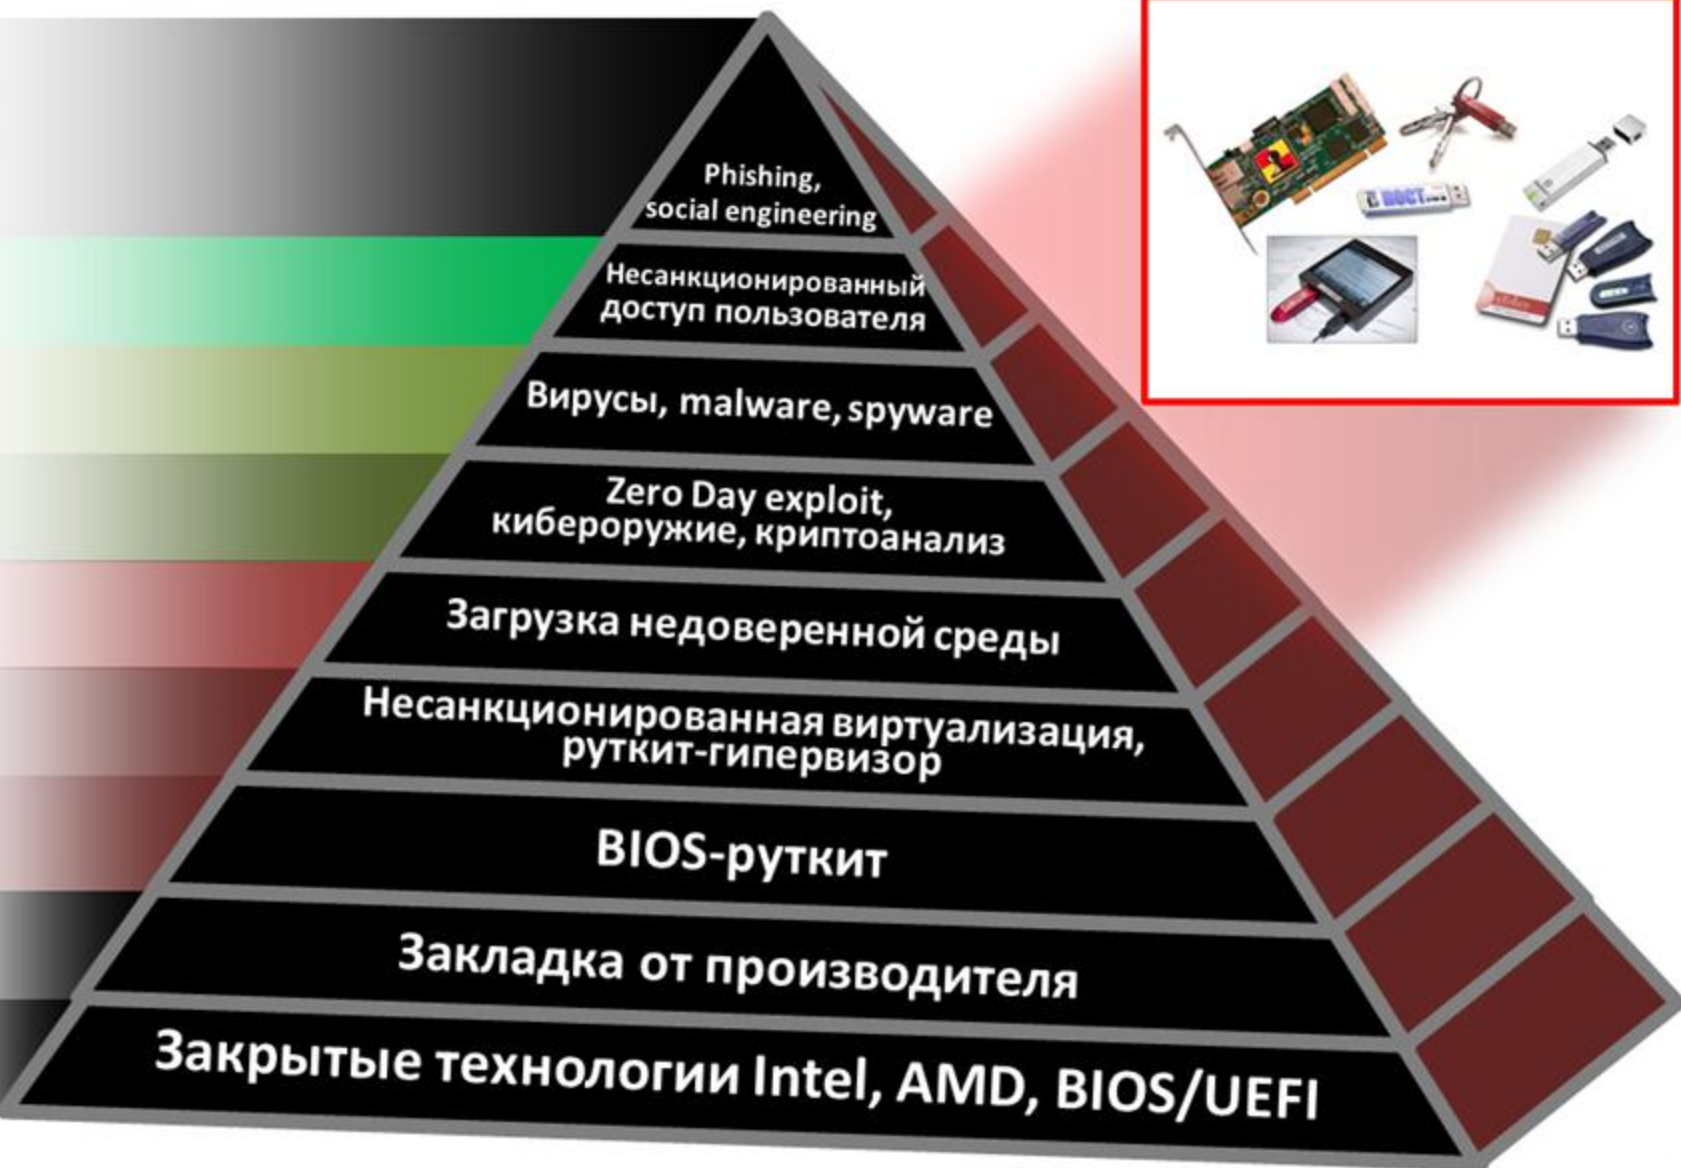 Phishing,
social engineering
Несанкционированный
доступ пользователя
Вирусы, malware, spyware
Zero Day exploit,
кибероружие, криптоанализ
Загрузка недоверенной среды
Несанкционированная виртуализация,
руткит-гипервизор
BIOS-руткит
Закладка от производителя
Закрытые технологии Intel, AMD, BIOS/UEFI